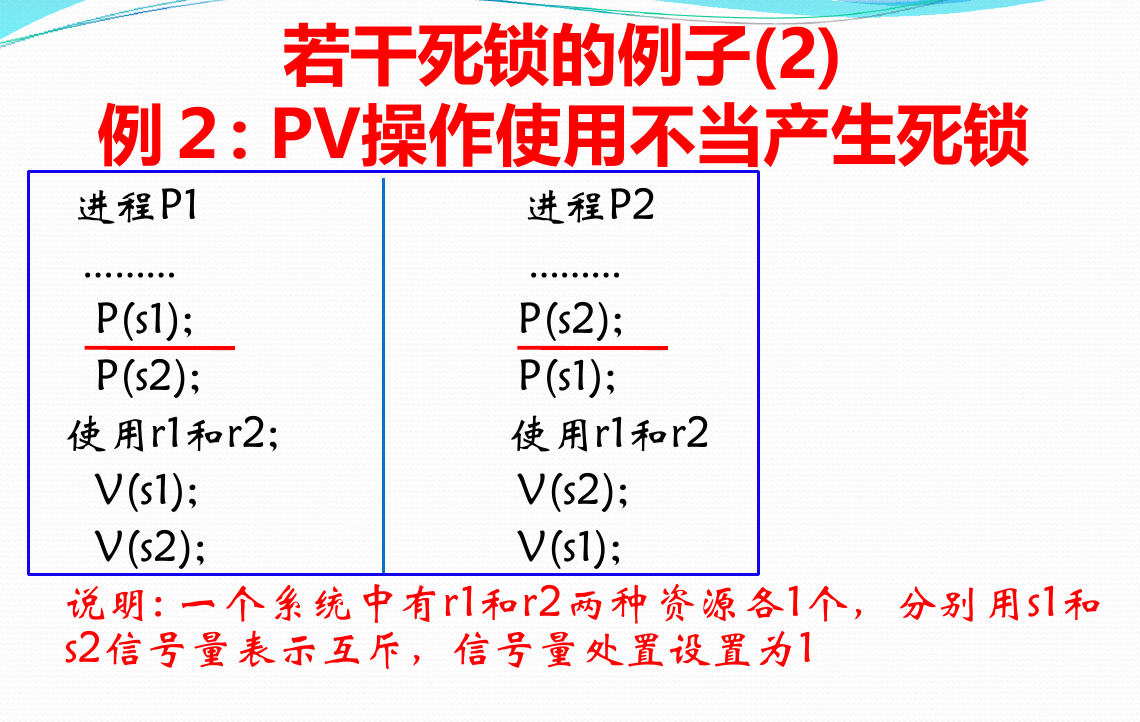 若干死锁的例子(2)
例 2：PV操作使用不当产生死锁
进程P1 进程P2
……… ………
P(s1); P(s2);
P(s2); P(s1);
使用r1和r2; 使用r1和r2
V(s1); V(s2);
V(s2); V(s1);
说明：一个系统中有r1和r2两种资源各1个，分别用s1和
s2信号量表示互斥，信号量处置设置为1